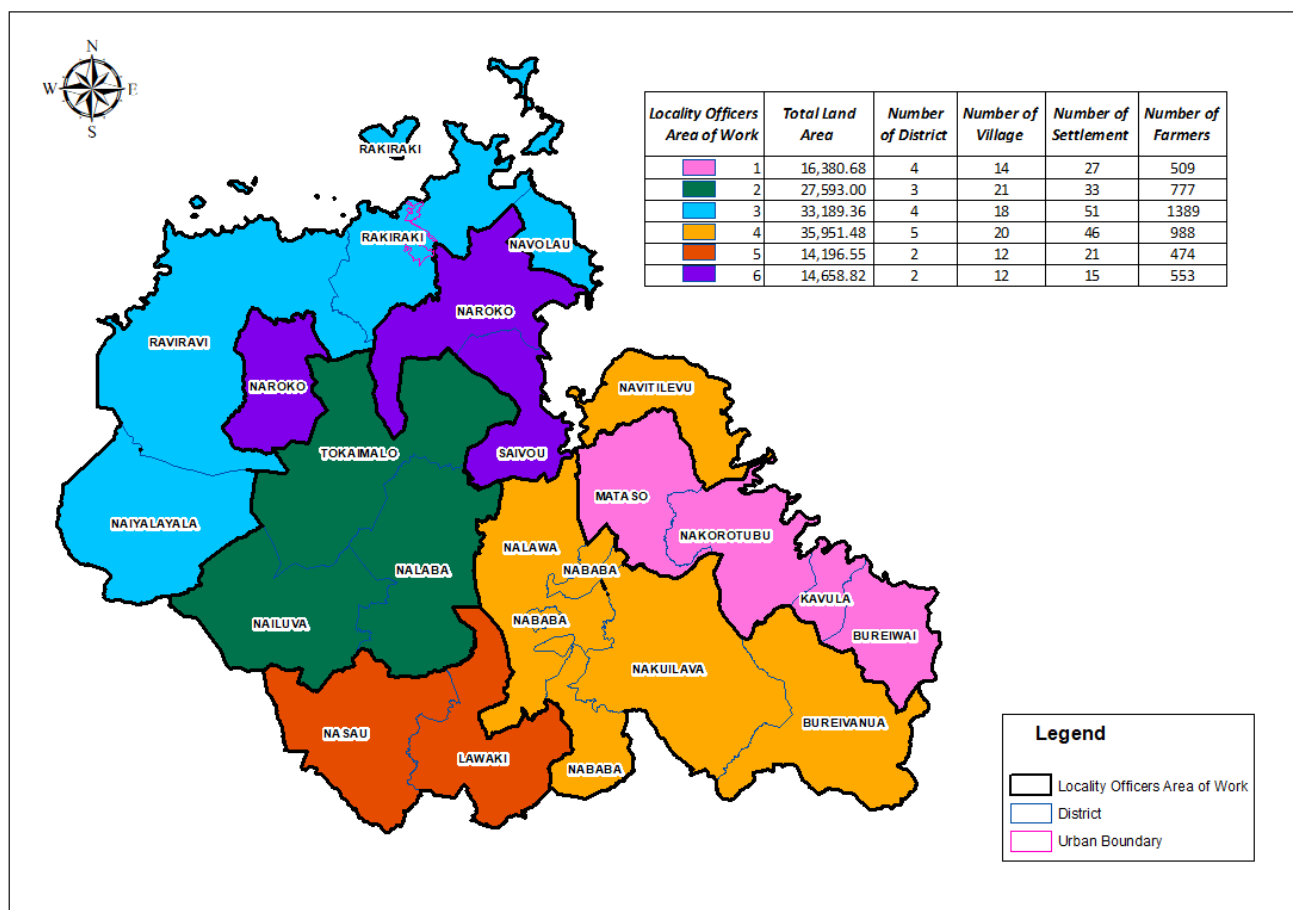 N
W E
S
Locality Officers Area of Work Total Land Area Number of District Number of Village Number of Settlement Number of Farmers
1 16,380.68 4 14 27 509
2 27,593.00 3 21 33 777
3 33,189.36 4 18 51 1389
4 35,951.48 5 20 46 988
5 14,196.55 2 12 21 474
6 14,658.82 2 12 15 553
RAKIRAKI
RAKIRAKI
NAVOLAU
NAROKO
RAVIRAVI
NAROKO
NAVITILEVU
TOKAIMALO
SAIVOU
MATASO
NAIYALAYALA
NAKOROTUBU
NALAWA
NALABA
NABABA
KAVULA
NAILUVA
NABABA
BUREIWAI
NAKUILAVA
BUREIVANUA
NASAU
LAWAKI
NABABA
Legend
Locality Officers Area of Work
District
Urban Boundary